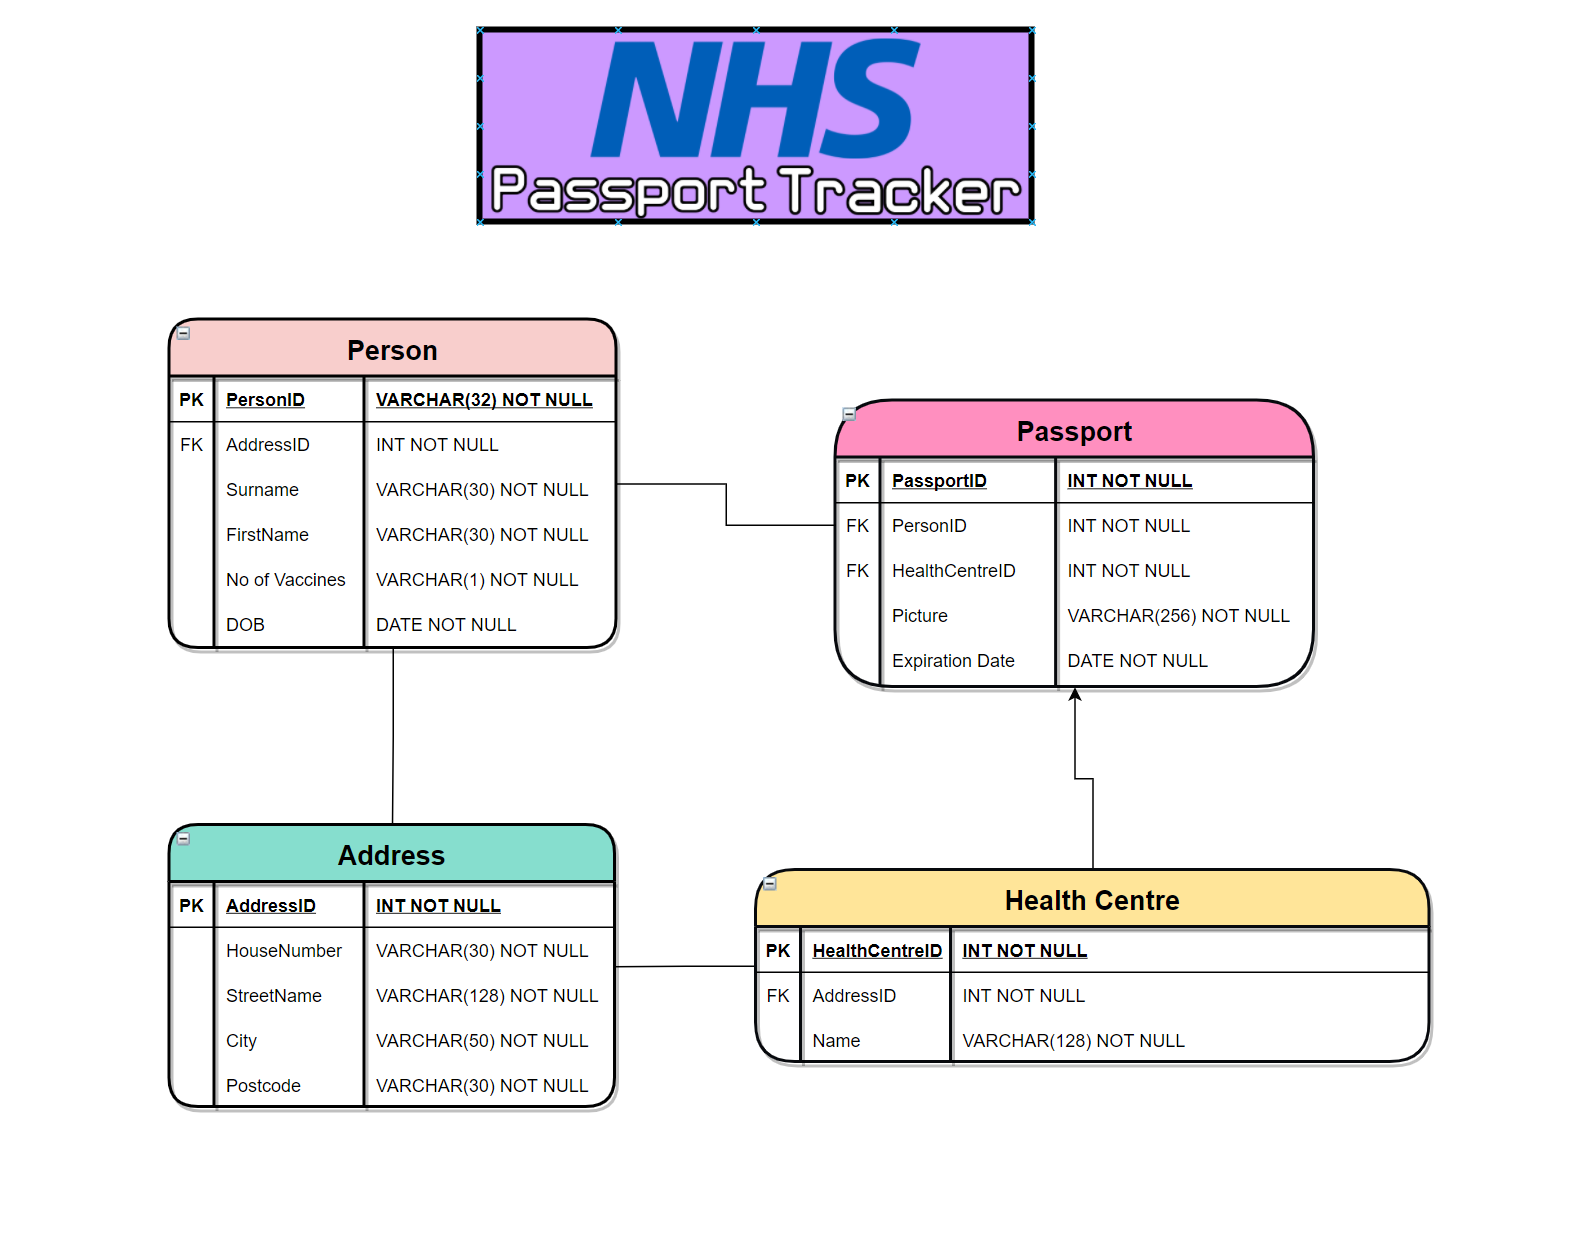 NHS
Passport Tracker
Person
PK PersonID VARCHAR(32) NOT NULL
FK AddressID INT NOT NULL
Surname VARCHAR(30) NOT NULL
FirstName VARCHAR(30) NOT NULL
No of Vaccines VARCHAR(1) NOT NULL
DOB DATE NOT NULL
Passport
PK PassportID INT NOT NULL
FK PersonID INT NOT NULL
FK HealthCentreID INT NOT NULL
Picture VARCHAR(256) NOT NULL
Expiration Date DATE NOT NULL
Address
PK AddressID INT NOT NULL
HouseNumber VARCHAR(30) NOT NULL
StreetName VARCHAR(128) NOT NULL
City VARCHAR(50) NOT NULL
Postcode VARCHAR(30) NOT NULL
Health Centre
PK HealthCentreID INT NOT NULL
FK AddressID INT NOT NULL
Name VARCHAR(128) NOT NULL